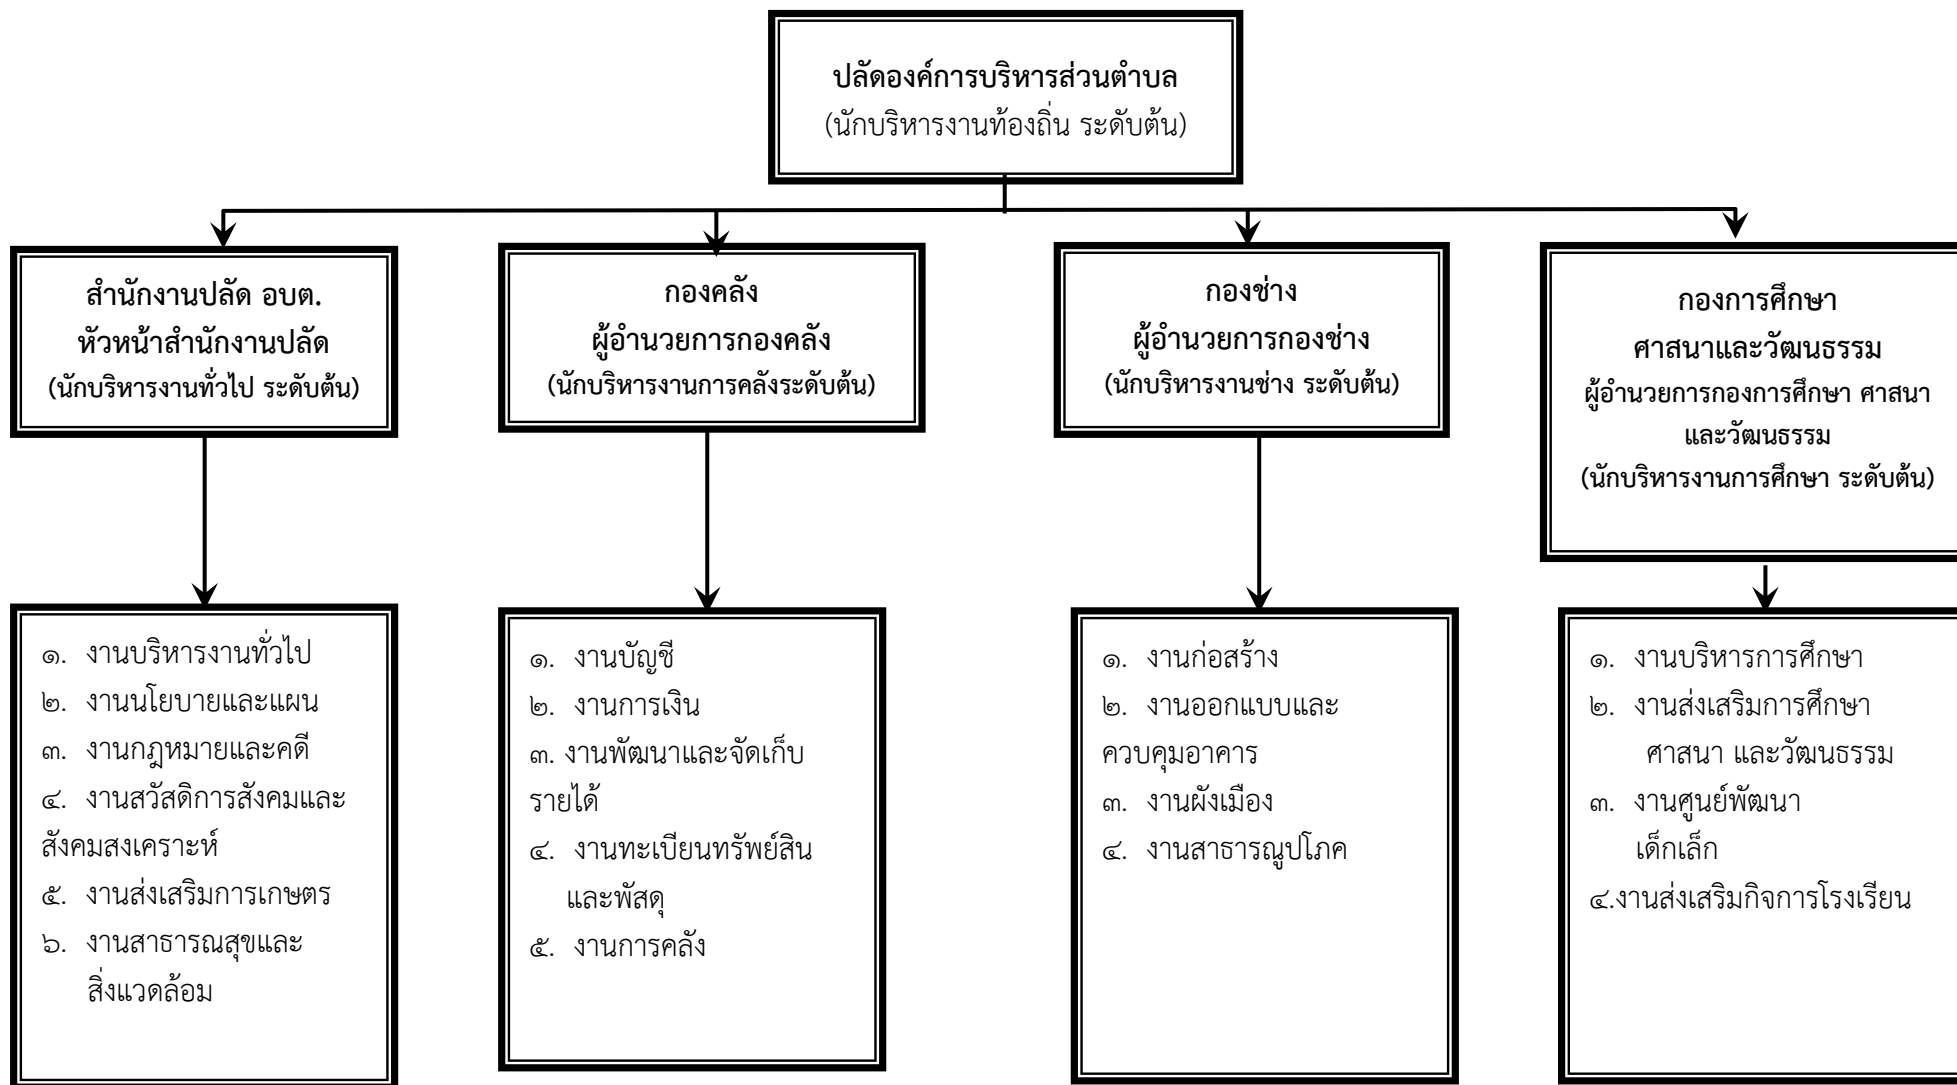 ปลัดองค์การบริหารส่วนตำบล
(นักบริหารงานท้องถิ่น ระดับต้น)
สำนักงานปลัด อบต.
หัวหน้าสำนักงานปลัด
(นักบริหารงานทั่วไป ระดับต้น)
กองคลัง
ผู้อำนวยการกองคลัง
(นักบริหารงานการคลังระดับต้น)
กองช่าง
ผู้อำนวยการกองช่าง
(นักบริหารงานช่าง ระดับต้น)
กองการศึกษา
ศาสนาและวัฒนธรรม
ผู้อำนวยการกองการศึกษา ศาสนา
และวัฒนธรรม
(นักบริหารงานการศึกษา ระดับต้น)
๑. งานบริหารงานทั่วไป
๒. งานนโยบายและแผน
๓. งานกฎหมายและคดี
๔. งานสวัสดิการสังคมและ
สังคมสงเคราะห์
๕. งานส่งเสริมการเกษตร
๖. งานสาธารณสุขและ
สิ่งแวดล้อม
๑. งานบัญชี
๒. งานการเงิน
๓. งานพัฒนาและจัดเก็บ
รายได้
๔. งานทะเบียนทรัพย์สิน
และพัสดุ
๕. งานการคลัง
๑. งานก่อสร้าง
๒. งานออกแบบและ
ควบคุมอาคาร
๓. งานผังเมือง
๔. งานสาธารณูปโภค
๑. งานบริหารการศึกษา
๒. งานส่งเสริมการศึกษา
ศาสนา และวัฒนธรรม
๓. งานศูนย์พัฒนา
เด็กเล็ก
๔.งานส่งเสริมกิจการโรงเรียน